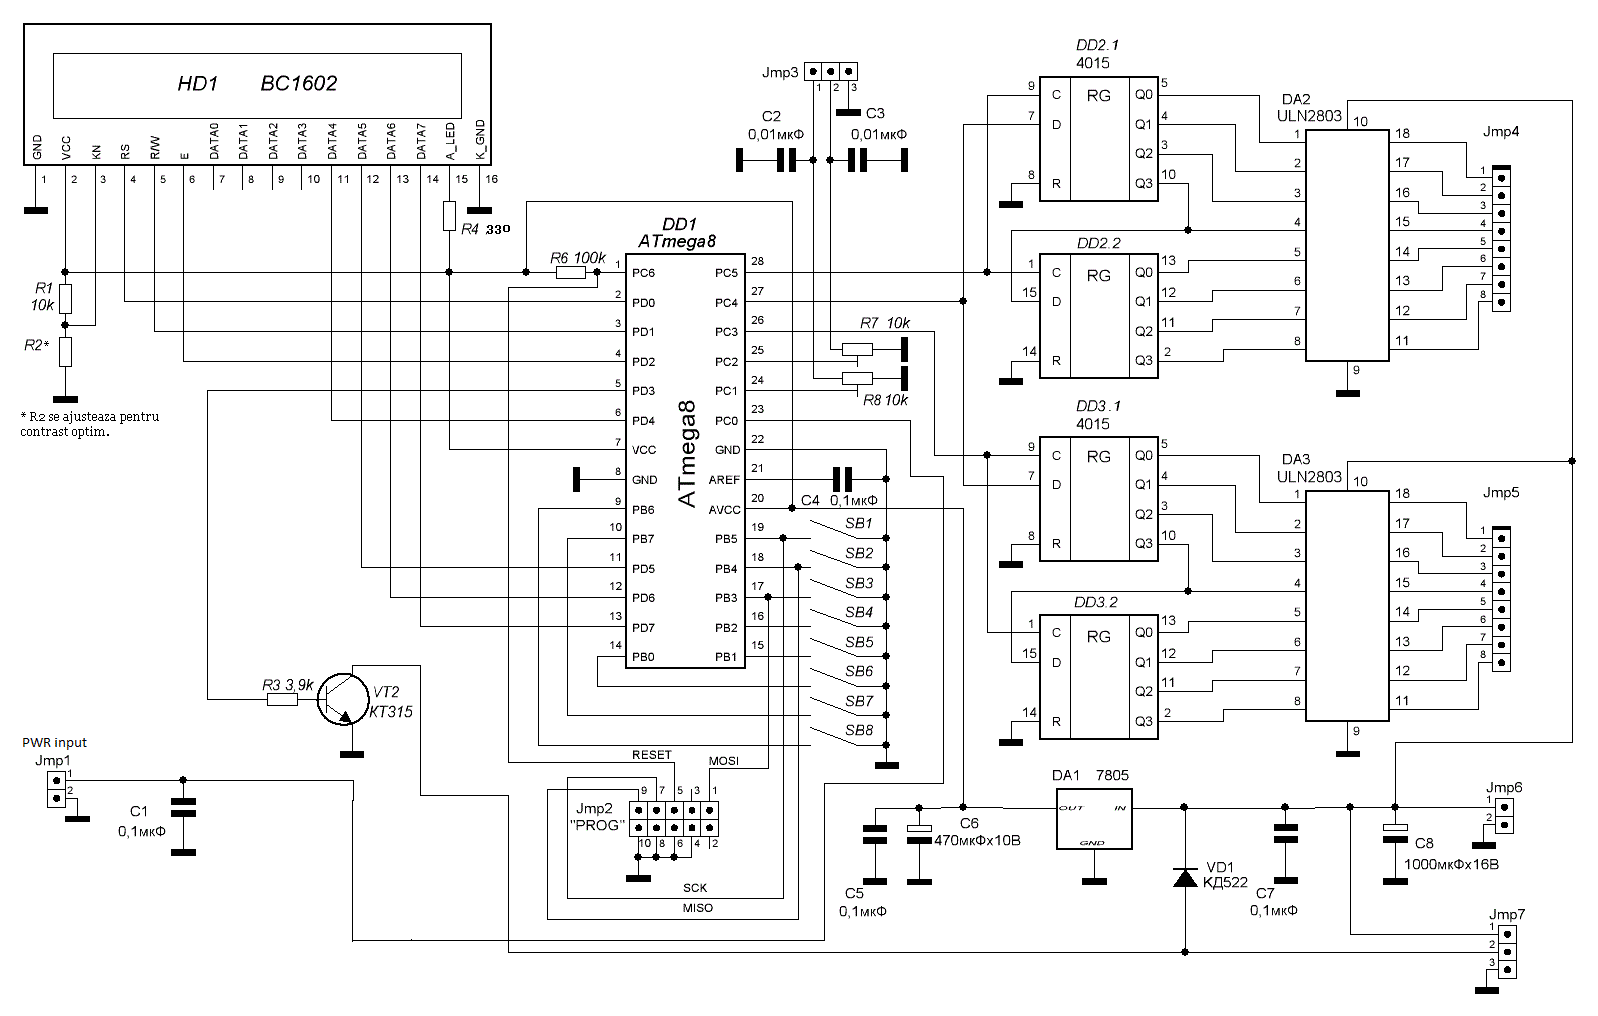 HD1 BC1602
GND VCC KN RS R/W E DATA0 DATA1 DATA2 DATA3 DATA4 DATA5 DATA6 DATA7 A_LED K_GND
1 2 3 4 5 6 7 8 9 10 11 12 13 14 15 16
R4 330
R1
10k
R2*
* R2 se ajusteaza pentru
contrast optim.
R6 100k
DD1
ATmega8
ATmega8
1 PC6
2 PD0
3 PD1
4 PD2
5 PD3
6 PD4
7 VCC
8 GND
9 PB6
10 PB7
11 PD5
12 PD6
13 PD7
14 PB0
PC5 28
PC4 27
PC3 26
PC2 25
PC1 24
PC0 23
GND 22
AREF 21
AVCC 20
PB5 19
PB4 18
PB3 17
PB2 16
PB1 15
Jmp3
1 2 3
C2
0,01мкФ
C3
0,01мкФ
R7 10k
R8 10k
C4 0,1мкФ
SB1
SB2
SB3
SB4
SB5
SB6
SB7
SB8
R3 3,9k
VT2
КТ315
PWR input
Jmp1
1
2
C1
0,1мкФ
RESET
MOSI
Jmp2
"PROG"
9 7 5 3 1
10 8 6 4 2
SCK
MISO
DD2.1
4015
RG
9 C
7 D
8 R
Q0 5
Q1 4
Q2 3
Q3 10
DD2.2
RG
1 C
15 D
14 R
Q0 13
Q1 12
Q2 11
Q3 2
DA2
ULN2803
10
1 2 3 4 5 6 7 8
18 17 16 15 14 13 12 11
9
Jmp4
1 2 3 4 5 6 7 8
DD3.1
4015
RG
9 C
7 D
8 R
Q0 5
Q1 4
Q2 3
Q3 10
DD3.2
RG
1 C
15 D
14 R
Q0 13
Q1 12
Q2 11
Q3 2
DA3
ULN2803
10
1 2 3 4 5 6 7 8
18 17 16 15 14 13 12 11
9
Jmp5
1 2 3 4 5 6 7 8
DA1 7805
OUT IN
GND
C5
0,1мкФ
C6
470мкФх10В
VD1
КД522
C7
0,1мкФ
C8
1000мкФх16В
Jmp6
1
2
Jmp7
1
2
3